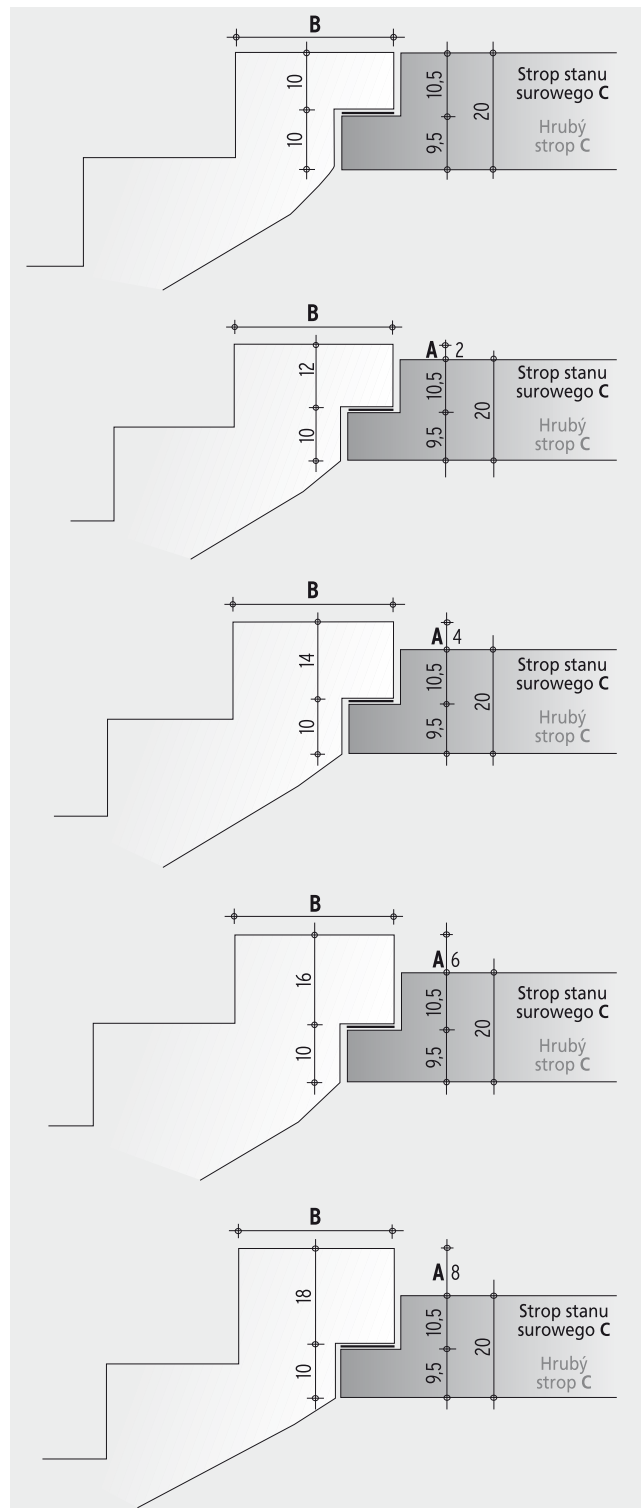 B
10
10
10,5
9,5
20
Strop stanu
surowego C
Hrubý
strop C
B
12
10
A 2
10,5
9,5
20
Strop stanu
surowego C
Hrubý
strop C
B
14
10
A 4
10,5
9,5
20
Strop stanu
surowego C
Hrubý
strop C
B
16
10
A 6
10,5
9,5
20
Strop stanu
surowego C
Hrubý
strop C
B
18
10
A 8
10,5
9,5
20
Strop stanu
surowego C
Hrubý
strop C